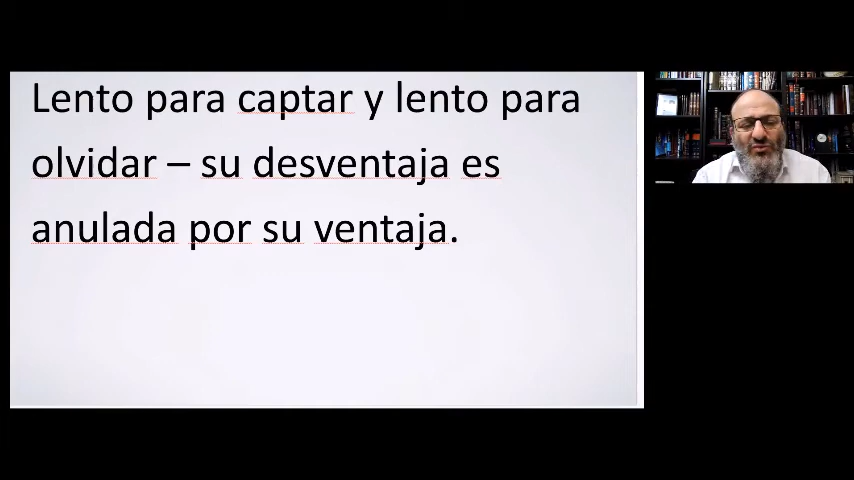 Lento para captar y lento para
olvidar – su desventaja es
anulada por su ventaja.